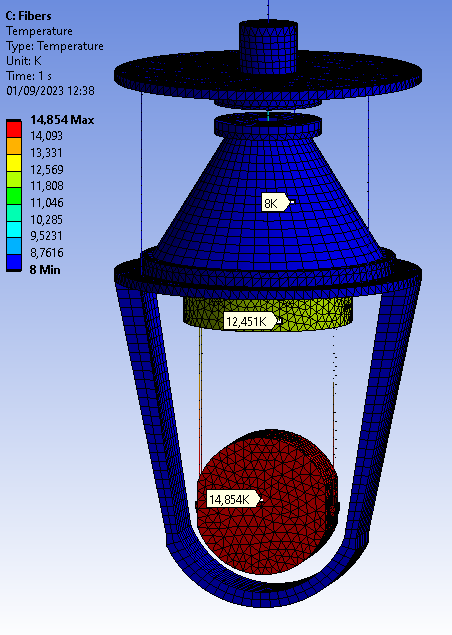 C: Fibers
Temperature
Type: Temperature
Unit: K
Time: 1 s
01/09/2023 12:38
14,854 Max
14,093
13,331
12,569
11,808
11,046
10,285
9,5231
8,7616
8 Min
8K
12,451K
14,854K